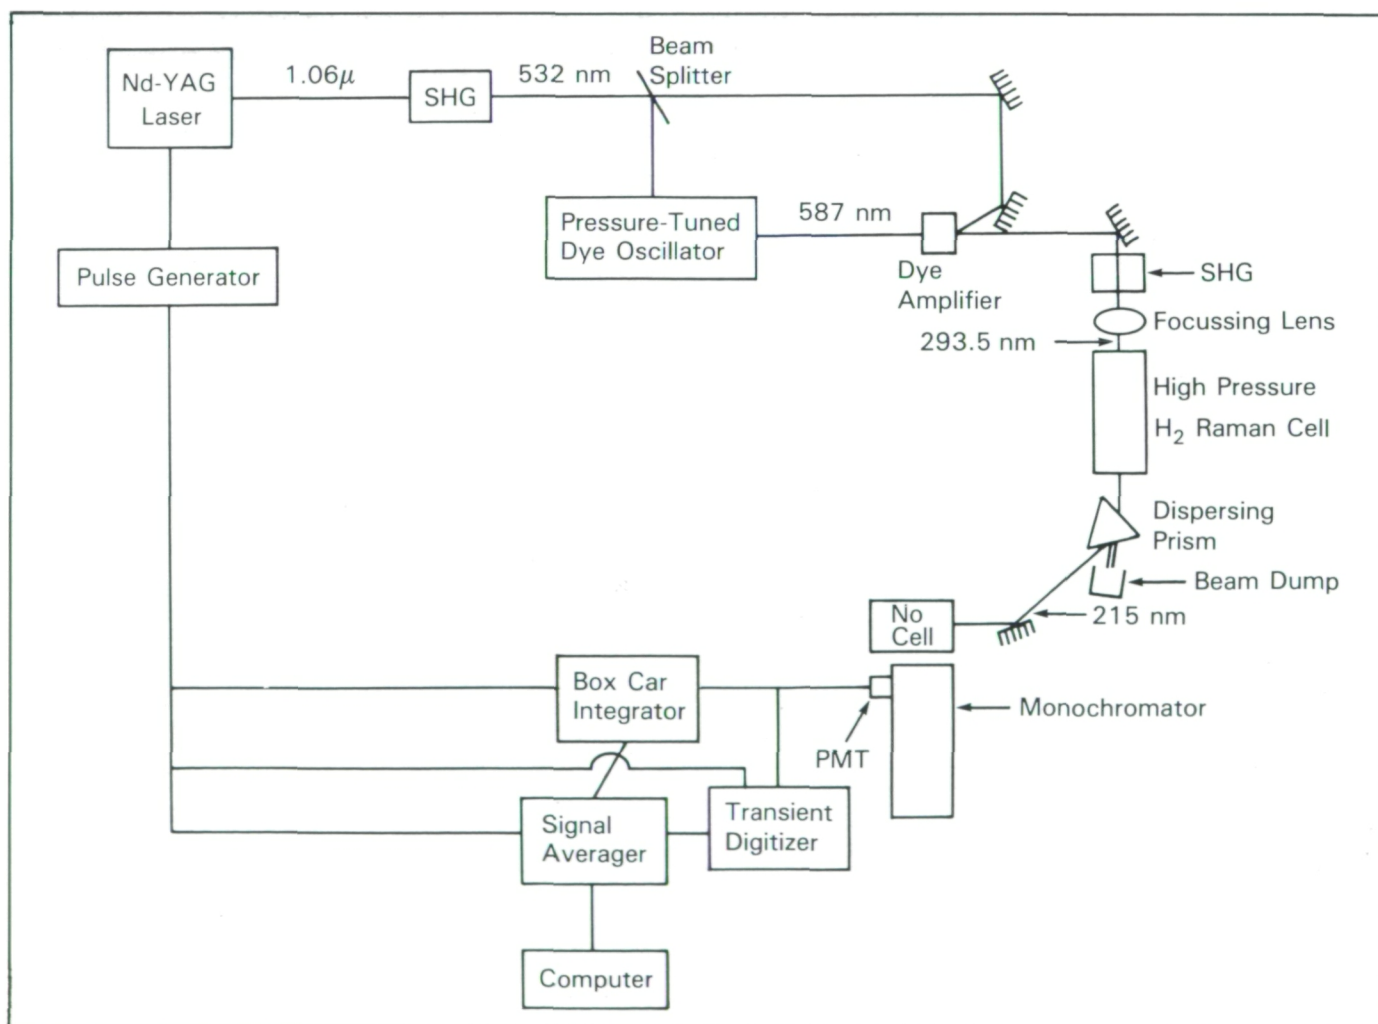 Nd-YAG
Laser
1.06μ
SHG
532 nm
Beam
Splitter
Pressure-Tuned
Dye Oscillator
587 nm
Dye
Amplifier
SHG
Focussing Lens
293.5 nm
High Pressure
H₂ Raman Cell
Dispersing
Prism
Beam Dump
215 nm
No
Cell
Pulse Generator
Box Car
Integrator
PMT
Monochromator
Signal
Averager
Transient
Digitizer
Computer